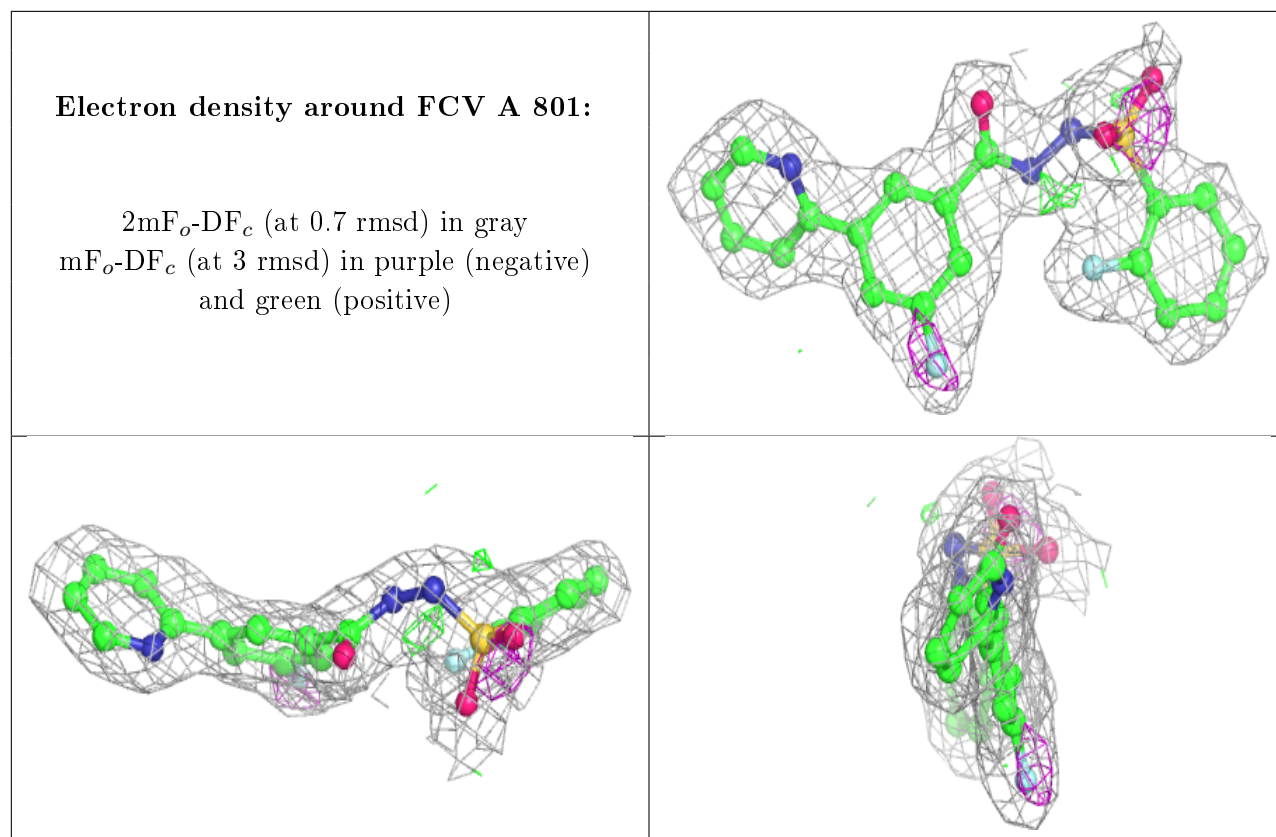 Electron density around FCV A 801:
2mFₒ-DF𝒸 (at 0.7 rmsd) in gray
mFₒ-DF𝒸 (at 3 rmsd) in purple (negative)
and green (positive)